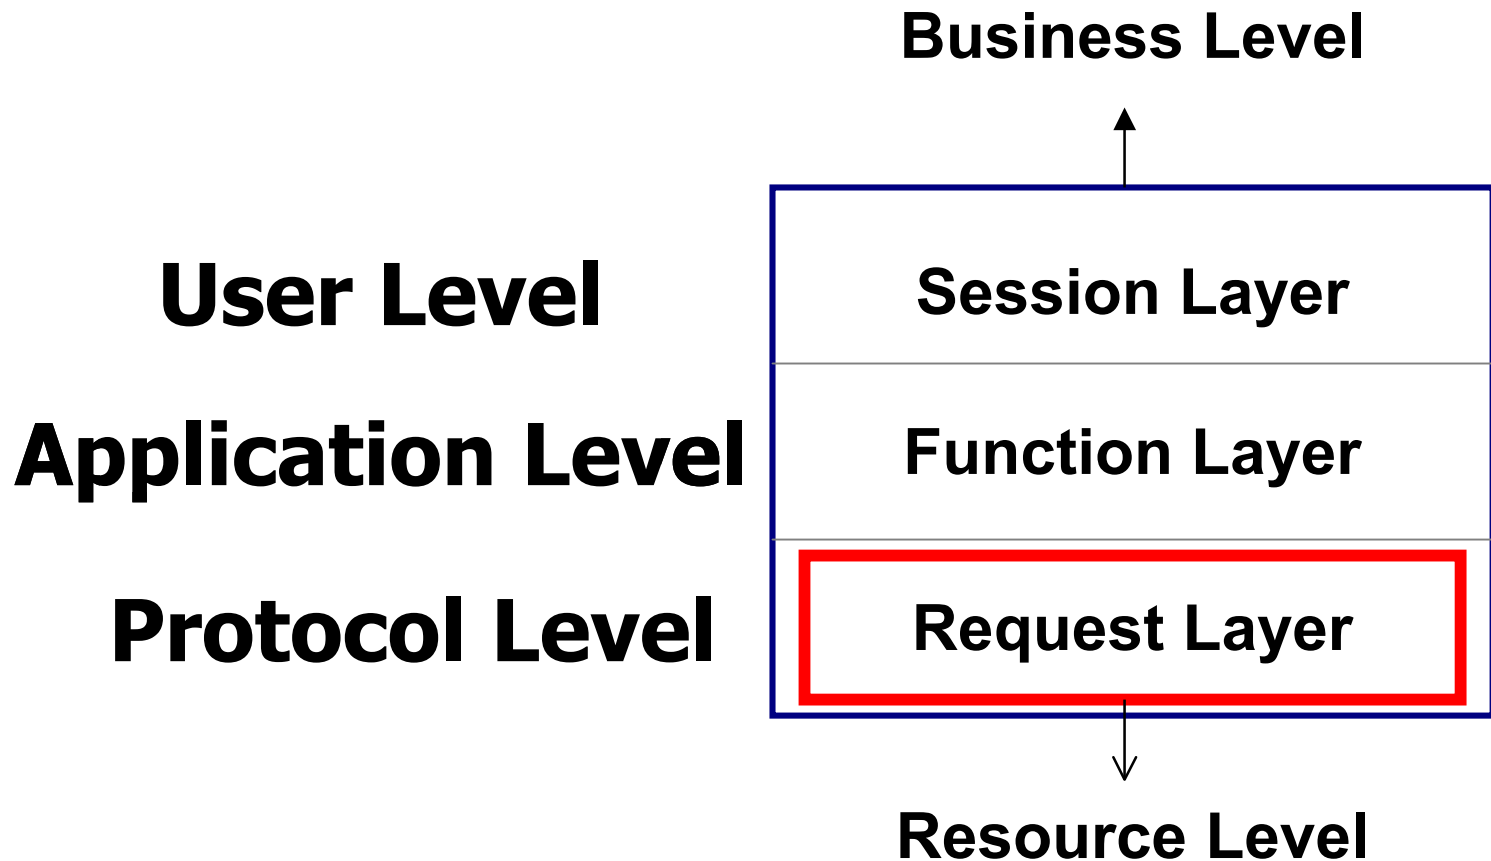 Business Level
User Level
Session Layer
Application Level
Function Layer
Protocol Level
Request Layer
Resource Level